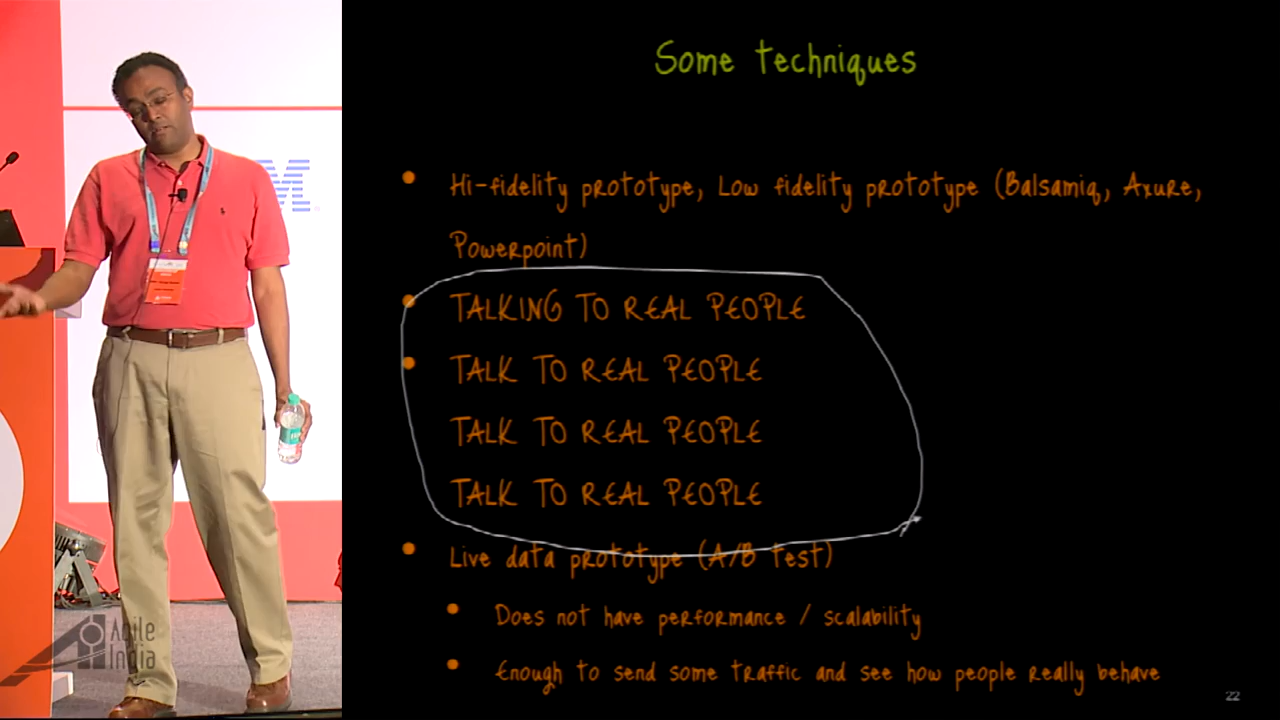 Some techniques
Hi-fidelity prototype, Low fidelity prototype (Balsamiq, Axure,
Powerpoint)
TALKING TO REAL PEOPLE
TALK TO REAL PEOPLE
TALK TO REAL PEOPLE
TALK TO REAL PEOPLE
Live data prototype (A/B test)
Does not have performance / scalability
Enough to send some traffic and see how people really behave
22
Agile
India